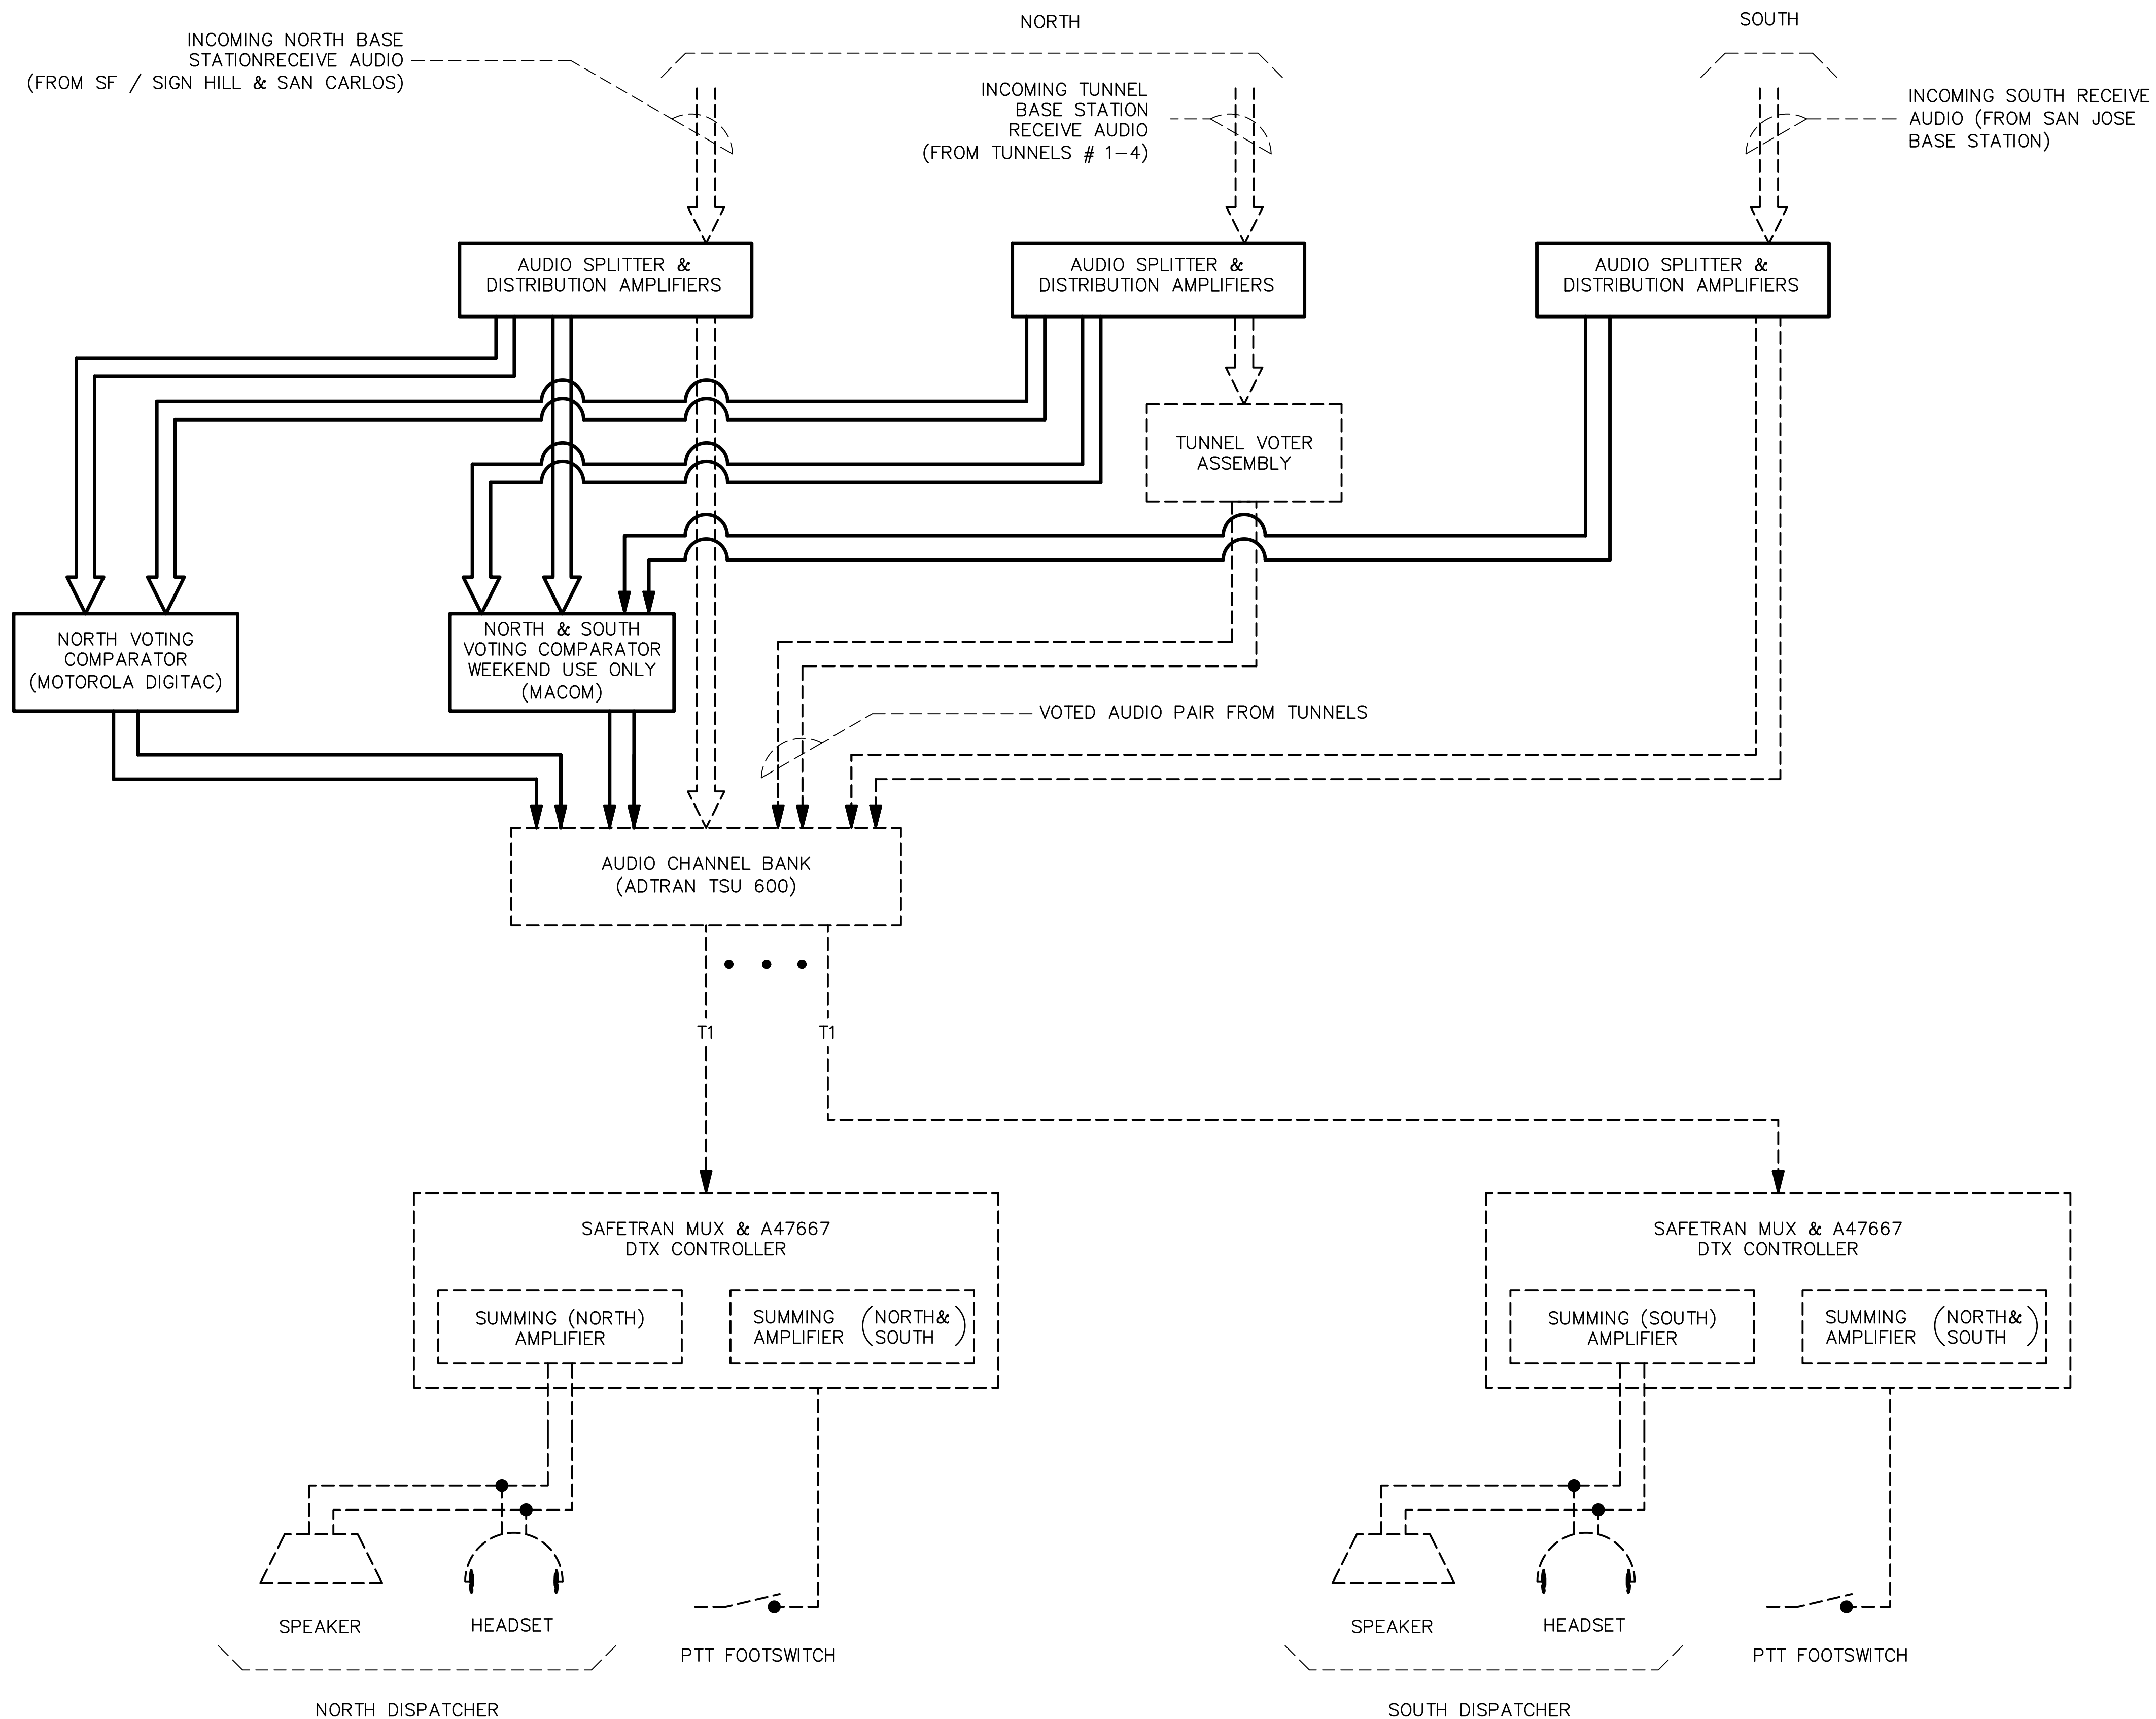 NORTH
SOUTH
INCOMING NORTH BASE
STATIONRECEIVE AUDIO
(FROM SF / SIGN HILL & SAN CARLOS)
INCOMING TUNNEL
BASE STATION
RECEIVE AUDIO
(FROM TUNNELS # 1-4)
INCOMING SOUTH RECEIVE
AUDIO (FROM SAN JOSE
BASE STATION)
AUDIO SPLITTER &
DISTRIBUTION AMPLIFIERS
AUDIO SPLITTER &
DISTRIBUTION AMPLIFIERS
AUDIO SPLITTER &
DISTRIBUTION AMPLIFIERS
TUNNEL VOTER
ASSEMBLY
NORTH VOTING
COMPARATOR
(MOTOROLA DIGITAC)
NORTH & SOUTH
VOTING COMPARATOR
WEEKEND USE ONLY
(MACOM)
VOTED AUDIO PAIR FROM TUNNELS
AUDIO CHANNEL BANK
(ADTRAN TSU 600)
T1
T1
SAFETRAN MUX & A47667
DTX CONTROLLER
SUMMING (NORTH)
AMPLIFIER
SUMMING (NORTH&
AMPLIFIER SOUTH)
SAFETRAN MUX & A47667
DTX CONTROLLER
SUMMING (SOUTH)
AMPLIFIER
SUMMING (NORTH&
AMPLIFIER SOUTH)
SPEAKER
HEADSET
PTT FOOTSWITCH
NORTH DISPATCHER
SPEAKER
HEADSET
PTT FOOTSWITCH
SOUTH DISPATCHER